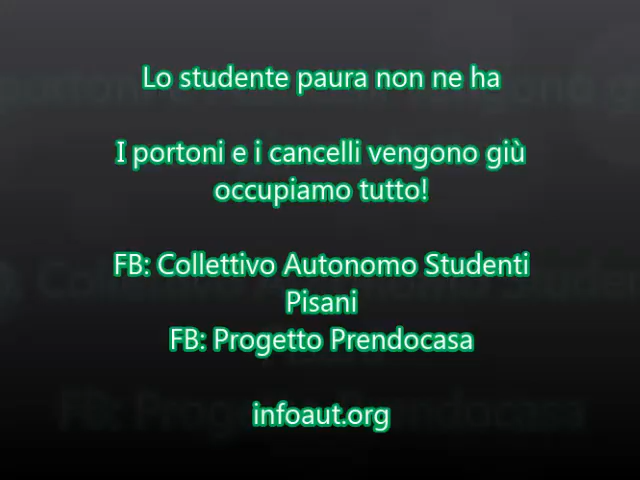 Lo studente paura non ne ha
I portoni e i cancelli vengono giù
occupiamo tutto!
FB: Collettivo Autonomo Studenti
Pisani
FB: Progetto Prendocasa
infoaut.org